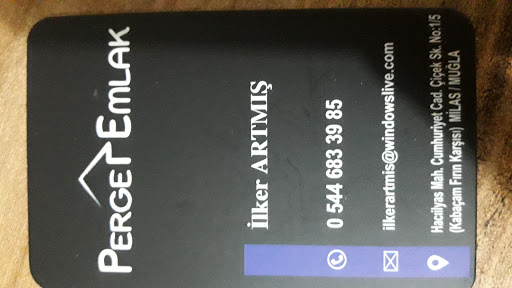 PERGEL EMLAK
İlker ARTMIŞ
0 544 683 39 85
ilkerartmis@windowslive.com
Hacıilyas Mah. Cumhuriyet Cad. Çiçek Sk. No:1/5
(Kabaçam Fırın Karşısı) MİLAS / MUĞLA